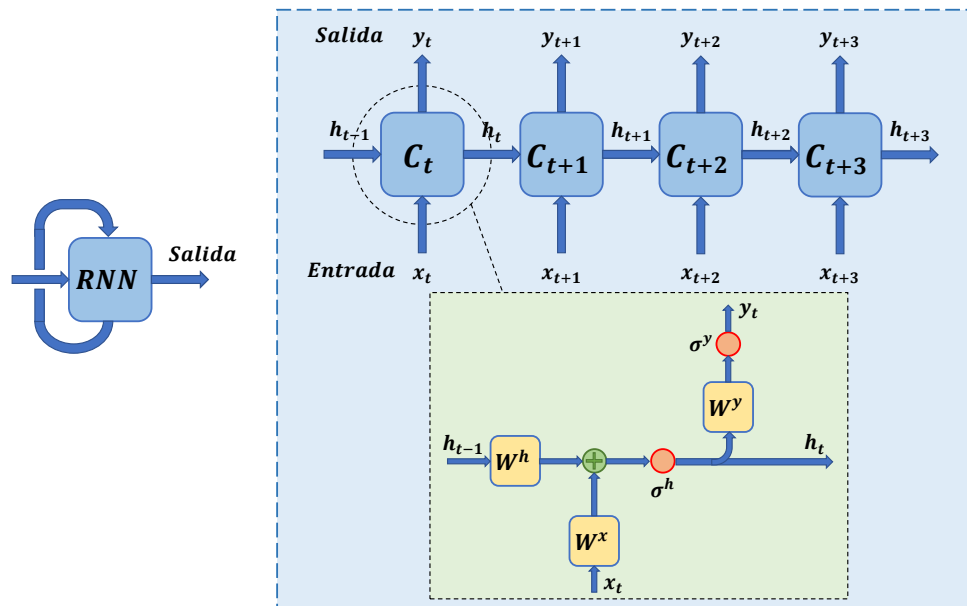 Salida y_t y_{t+1} y_{t+2} y_{t+3}
h_{t−1} h_t h_{t+1} h_{t+2} h_{t+3}
C_t C_{t+1} C_{t+2} C_{t+3}
Salida
RNN
Entrada x_t x_{t+1} x_{t+2} x_{t+3}
y_t
σ^y
W^y
h_{t−1} W^h + h_t
σ^h
W^x
x_t